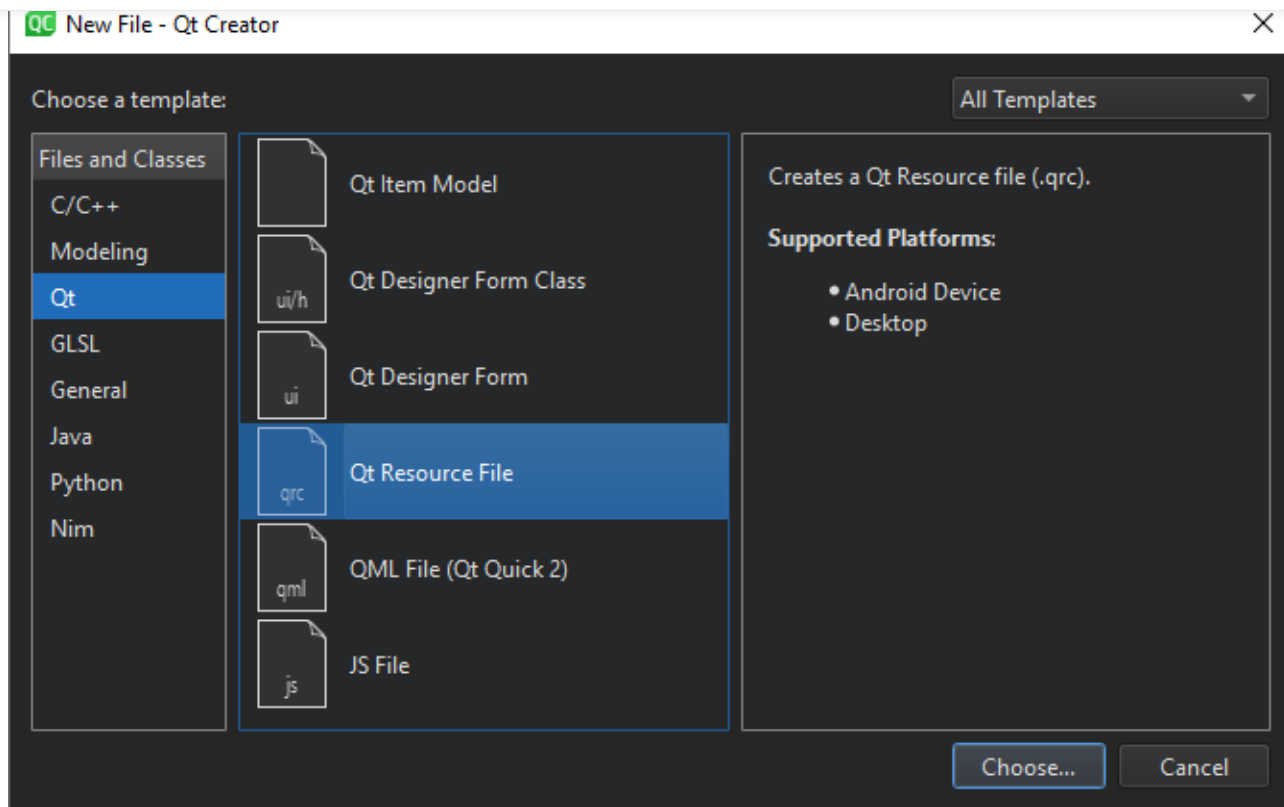 QC New File - Qt Creator
Choose a template:
All Templates
Files and Classes
C/C++
Modeling
Qt
GLSL
General
Java
Python
Nim
Qt Item Model
ui/h
Qt Designer Form Class
ui
Qt Designer Form
qrc
Qt Resource File
qml
QML File (Qt Quick 2)
js
JS File
Creates a Qt Resource file (.qrc).
Supported Platforms:
• Android Device
• Desktop
Choose...
Cancel